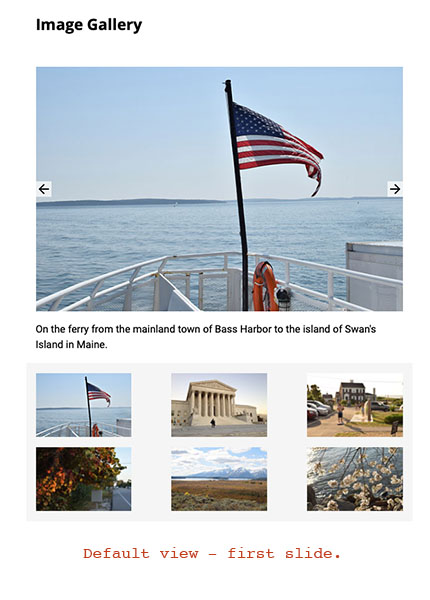 Image Gallery
On the ferry from the mainland town of Bass Harbor to the island of Swan's
Island in Maine.
Default view - first slide.